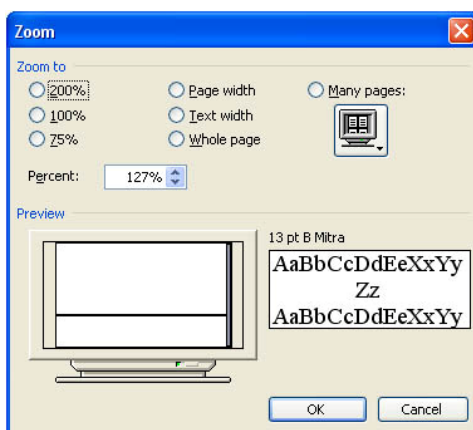 Zoom
Zoom to
200% Page width Many pages:
100% Text width
75% Whole page
Percent: 127%
Preview
13 pt B Mitra
AaBbCcDdEeXxYy
Zz
AaBbCcDdEeXxYy
OK Cancel